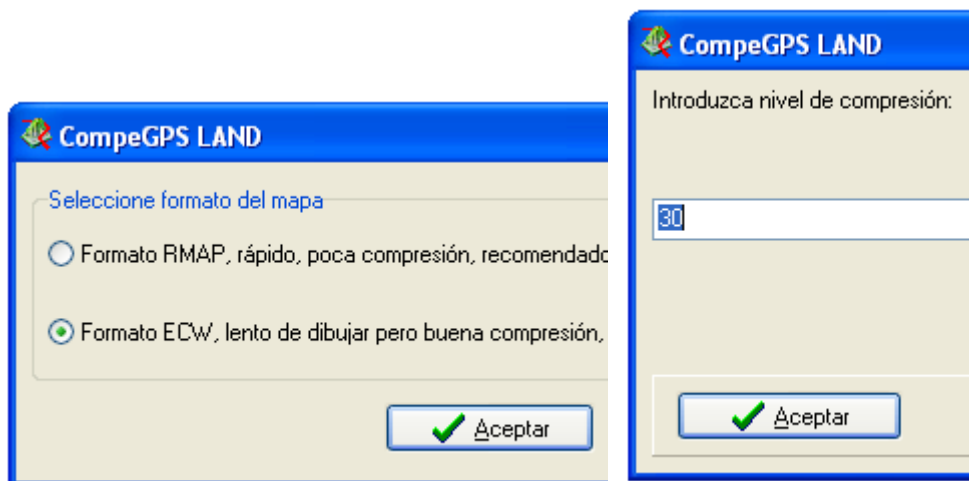 CompeGPS LAND
Seleccione formato del mapa
Formato RMAP, rápido, poca compresión, recomendado
Formato ECW, lento de dibujar pero buena compresión,
Aceptar
CompeGPS LAND
Introduzca nivel de compresión:
30
Aceptar